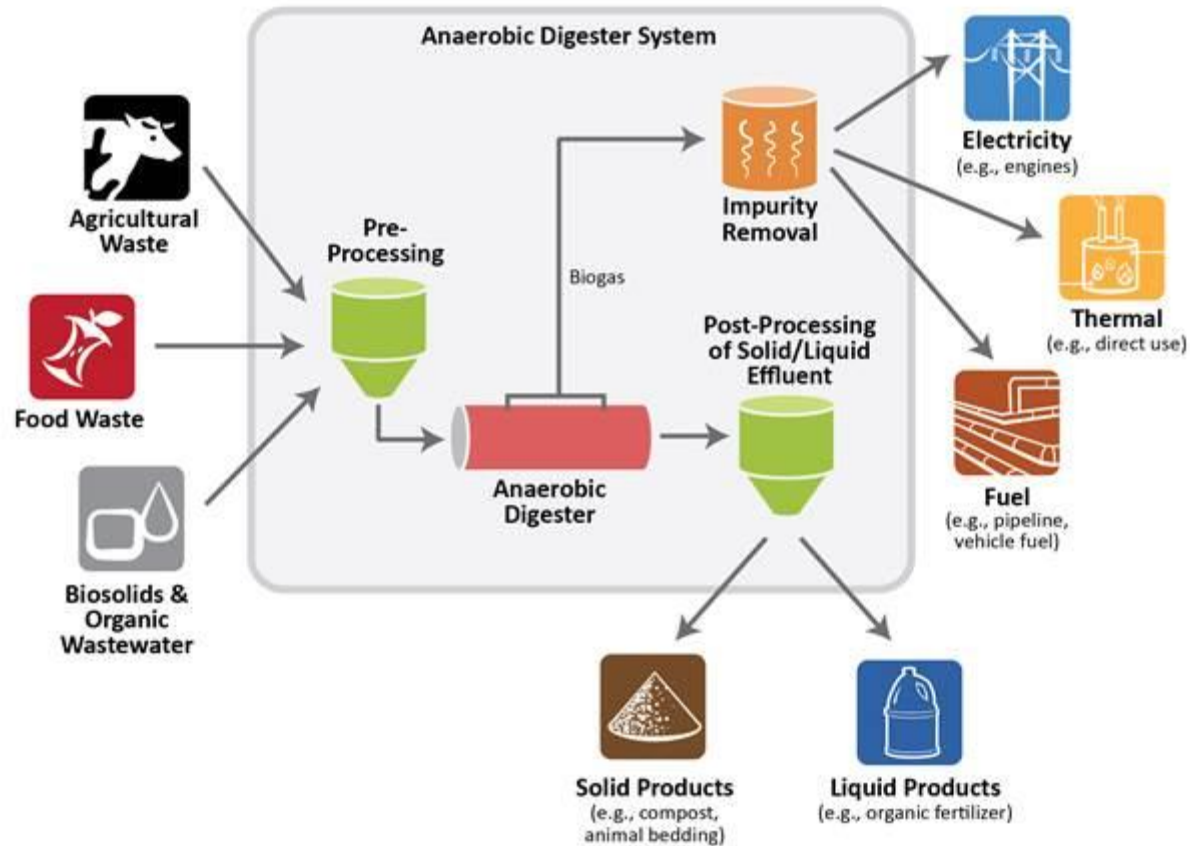 Anaerobic Digester System
Agricultural
Waste
Food Waste
Biosolids &
Organic
Wastewater
Pre-
Processing
Anaerobic
Digester
Biogas
Impurity
Removal
Post-Processing
of Solid/Liquid
Effluent
Electricity
(e.g., engines)
Thermal
(e.g., direct use)
Fuel
(e.g., pipeline,
vehicle fuel)
Solid Products
(e.g., compost,
animal bedding)
Liquid Products
(e.g., organic fertilizer)